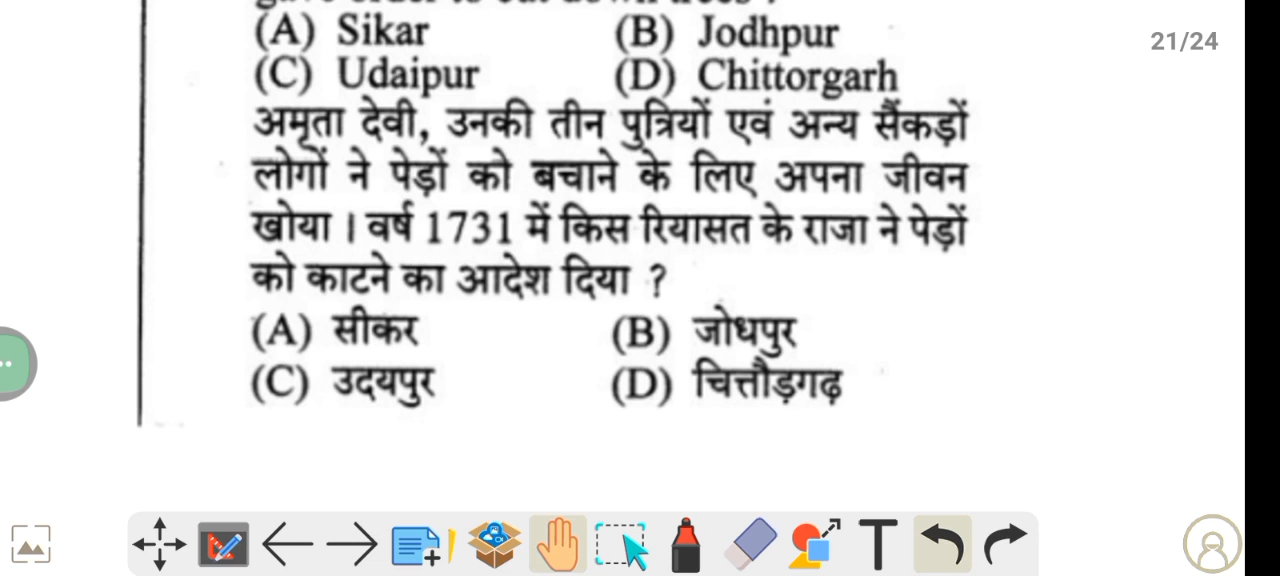 (A) Sikar (B) Jodhpur
21/24
(C) Udaipur (D) Chittorgarh
अमृता देवी, उनकी तीन पुत्रियों एवं अन्य सैंकड़ों
लोगों ने पेड़ों को बचाने के लिए अपना जीवन
खोया । वर्ष 1731 में किस रियासत के राजा ने पेड़ों
को काटने का आदेश दिया ?
(A) सीकर (B) जोधपुर
(C) उदयपुर (D) चित्तौड़गढ़